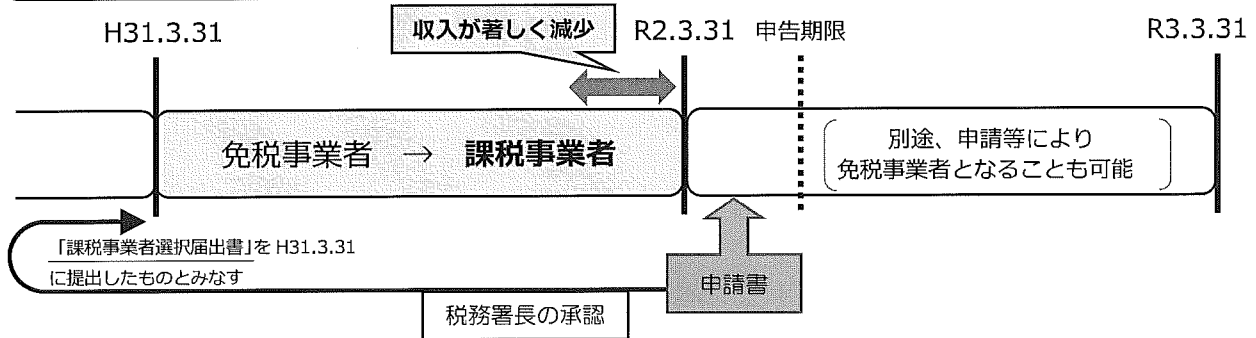 H31.3.31
収入が著しく減少
R2.3.31
申告期限
R3.3.31
免税事業者 → 課税事業者
別途、申請等により
免税事業者となることも可能
「課税事業者選択届出書」を H31.3.31
に提出したものとみなす
申請書
税務署長の承認